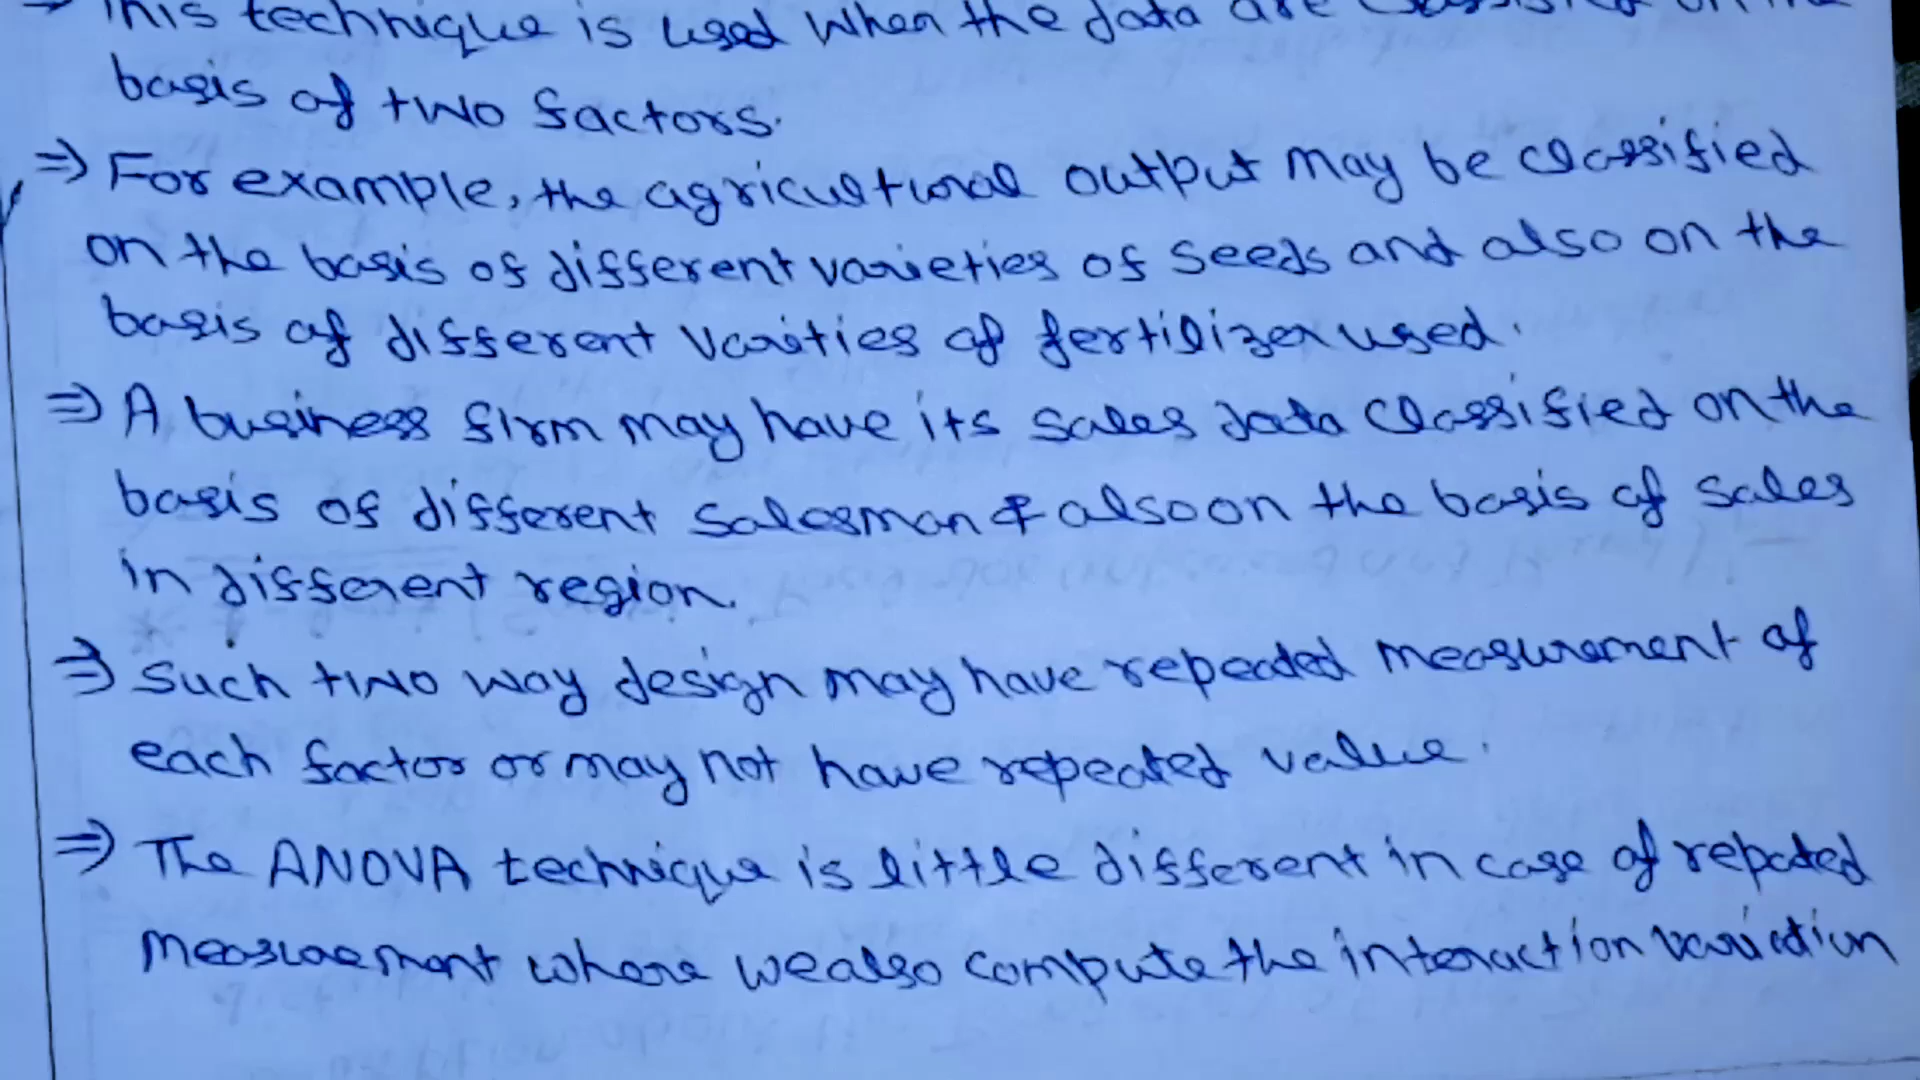 → This technique is used when the data are classified on the
basis of two factors.
⇒ For example, the agricultural output may be classified
on the basis of different varieties of seeds and also on the
basis of different varities of fertilizer used.
⇒ A business firm may have its sales data classified on the
basis of different salesman & also on the basis of sales
in different region.
⇒ Such two way design may have repeated measurement of
each factor or may not have repeated value.
⇒ The ANOVA technique is little different in case of repated
measurement where we also compute the interaction variation